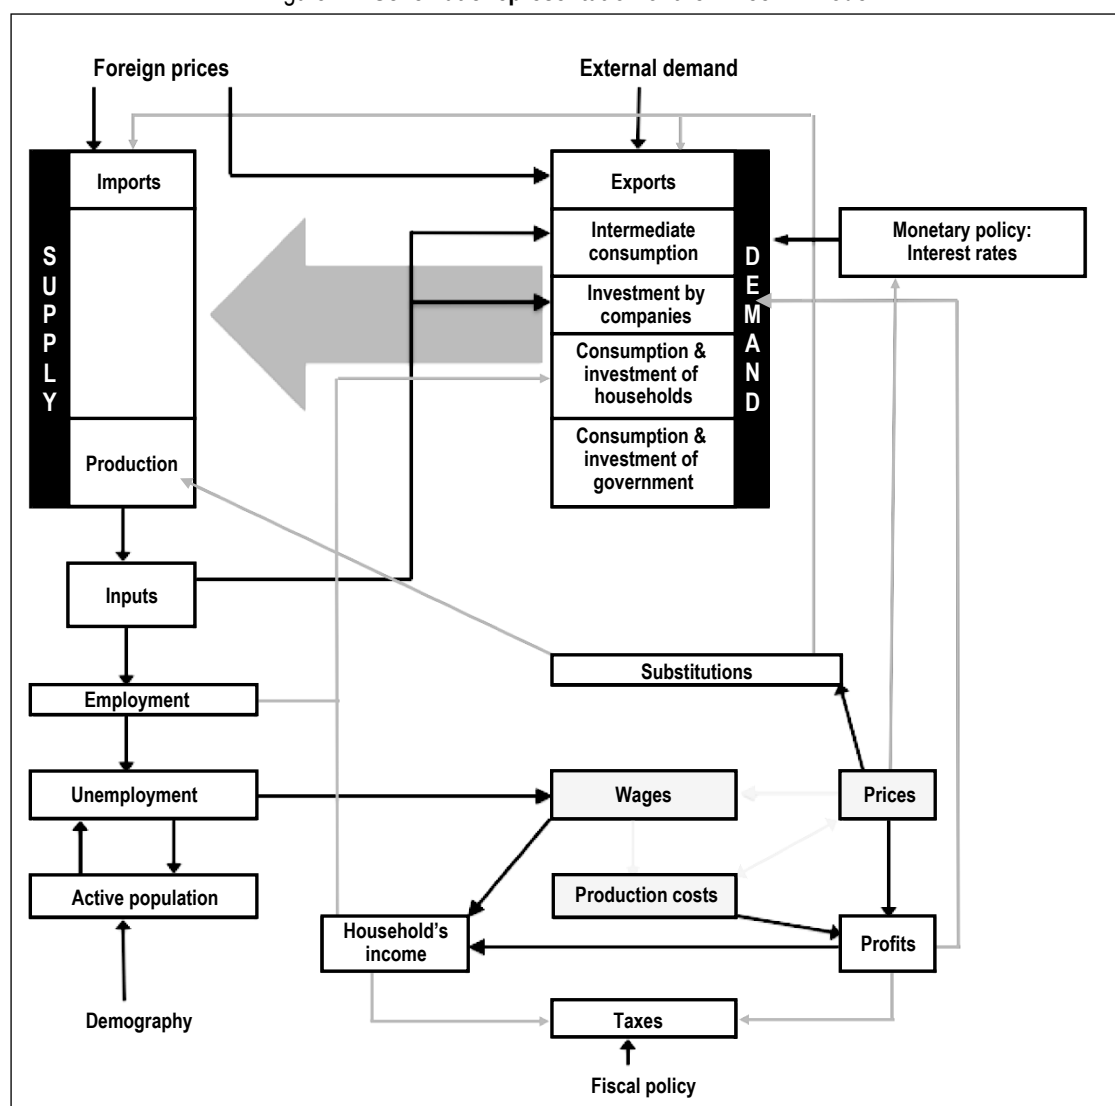 Foreign prices
External demand
Imports
Exports
Intermediate
consumption
Monetary policy:
Interest rates
SUPPLY
DEMAND
Investment by
companies
Consumption &
investment of
households
Production
Consumption &
investment of
government
Inputs
Substitutions
Employment
Unemployment
Wages
Prices
Active population
Production costs
Household's
income
Profits
Demography
Taxes
Fiscal policy